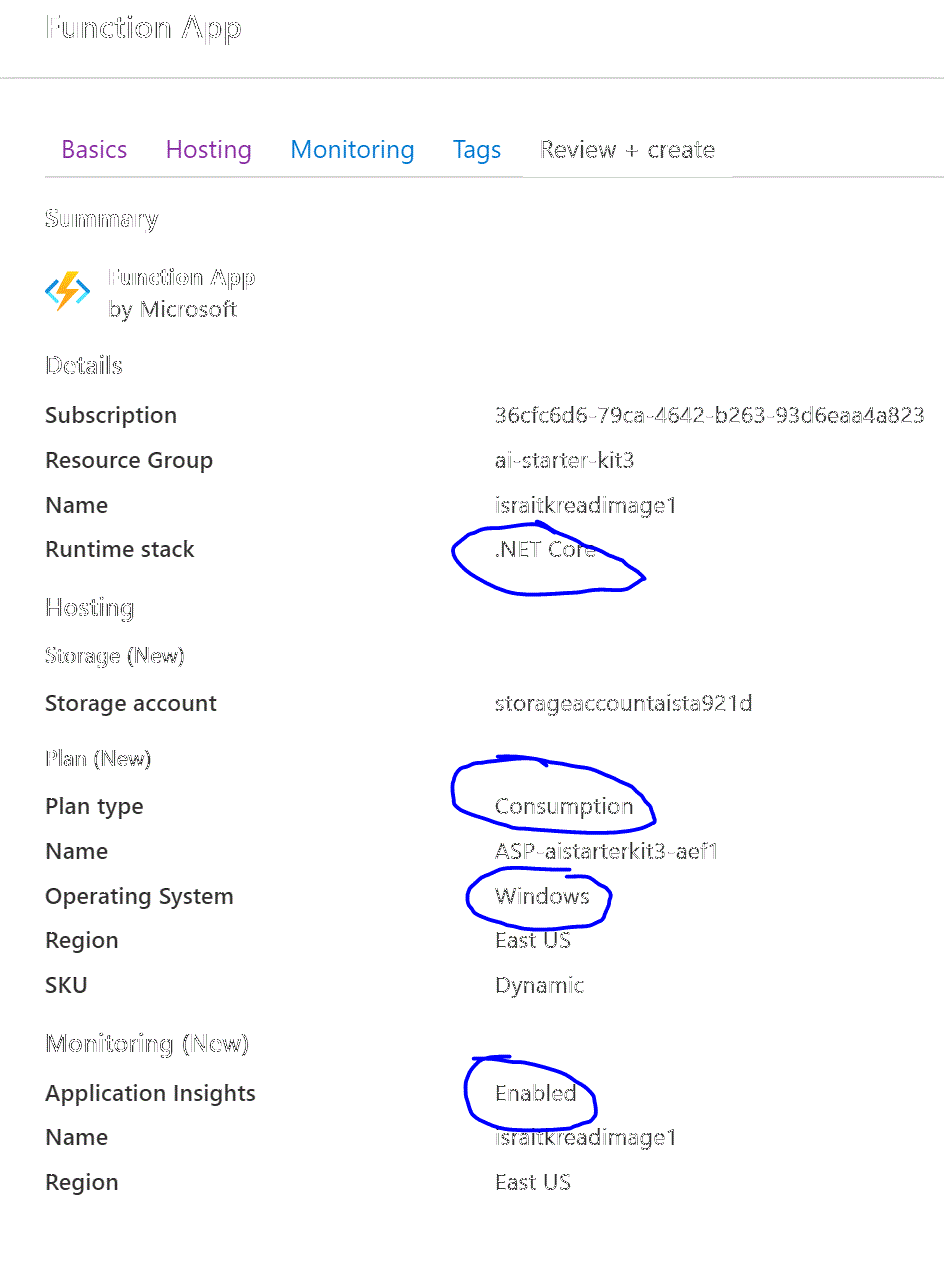 Function App
Basics Hosting Monitoring Tags Review + create
Summary
Function App
by Microsoft
Details
Subscription 36cfc6d6-79ca-4642-b263-93d6eaa4a823
Resource Group ai-starter-kit3
Name israitkreadimage1
Runtime stack .NET Core
Hosting
Storage (New)
Storage account storageaccountaista921d
Plan (New)
Plan type Consumption
Name ASP-aistarterkit3-aef1
Operating System Windows
Region East US
SKU Dynamic
Monitoring (New)
Application Insights Enabled
Name israitkreadimage1
Region East US